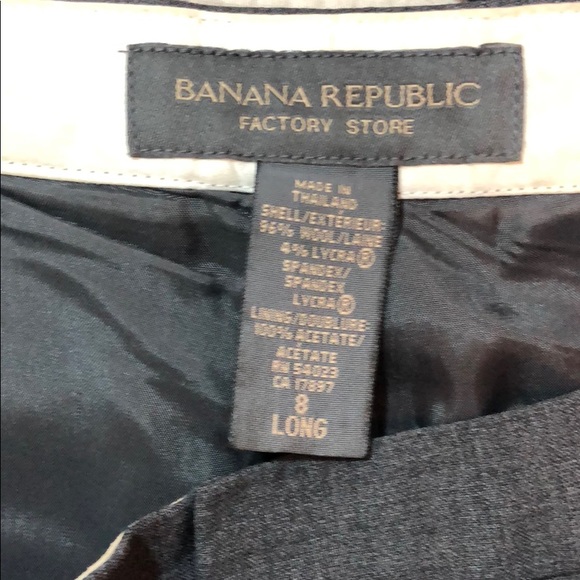 BANANA REPUBLIC
FACTORY STORE
MADE IN
THAILAND
SHELL/EXTERIEUR:
96% WOOL/LAINE
4% LYCRA®
SPANDEX/
SPANDEX
LYCRA®
LINING/DOUBLURE:
100% ACETATE/
ACÉTATE
RN 54023
CA 17897
8
LONG